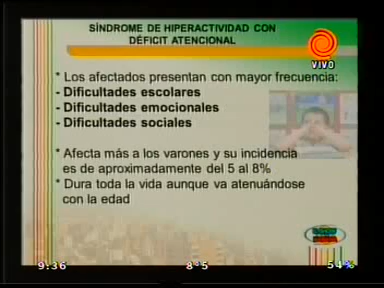 SÍNDROME DE HIPERACTIVIDAD CON
DÉFICIT ATENCIONAL
VIVO
* Los afectados presentan con mayor frecuencia:
- Dificultades escolares
- Dificultades emocionales
- Dificultades sociales
* Afecta más a los varones y su incidencia
es de aproximadamente del 5 al 8%
* Dura toda la vida aunque va atenuándose
con la edad
9:36
8°5
54%